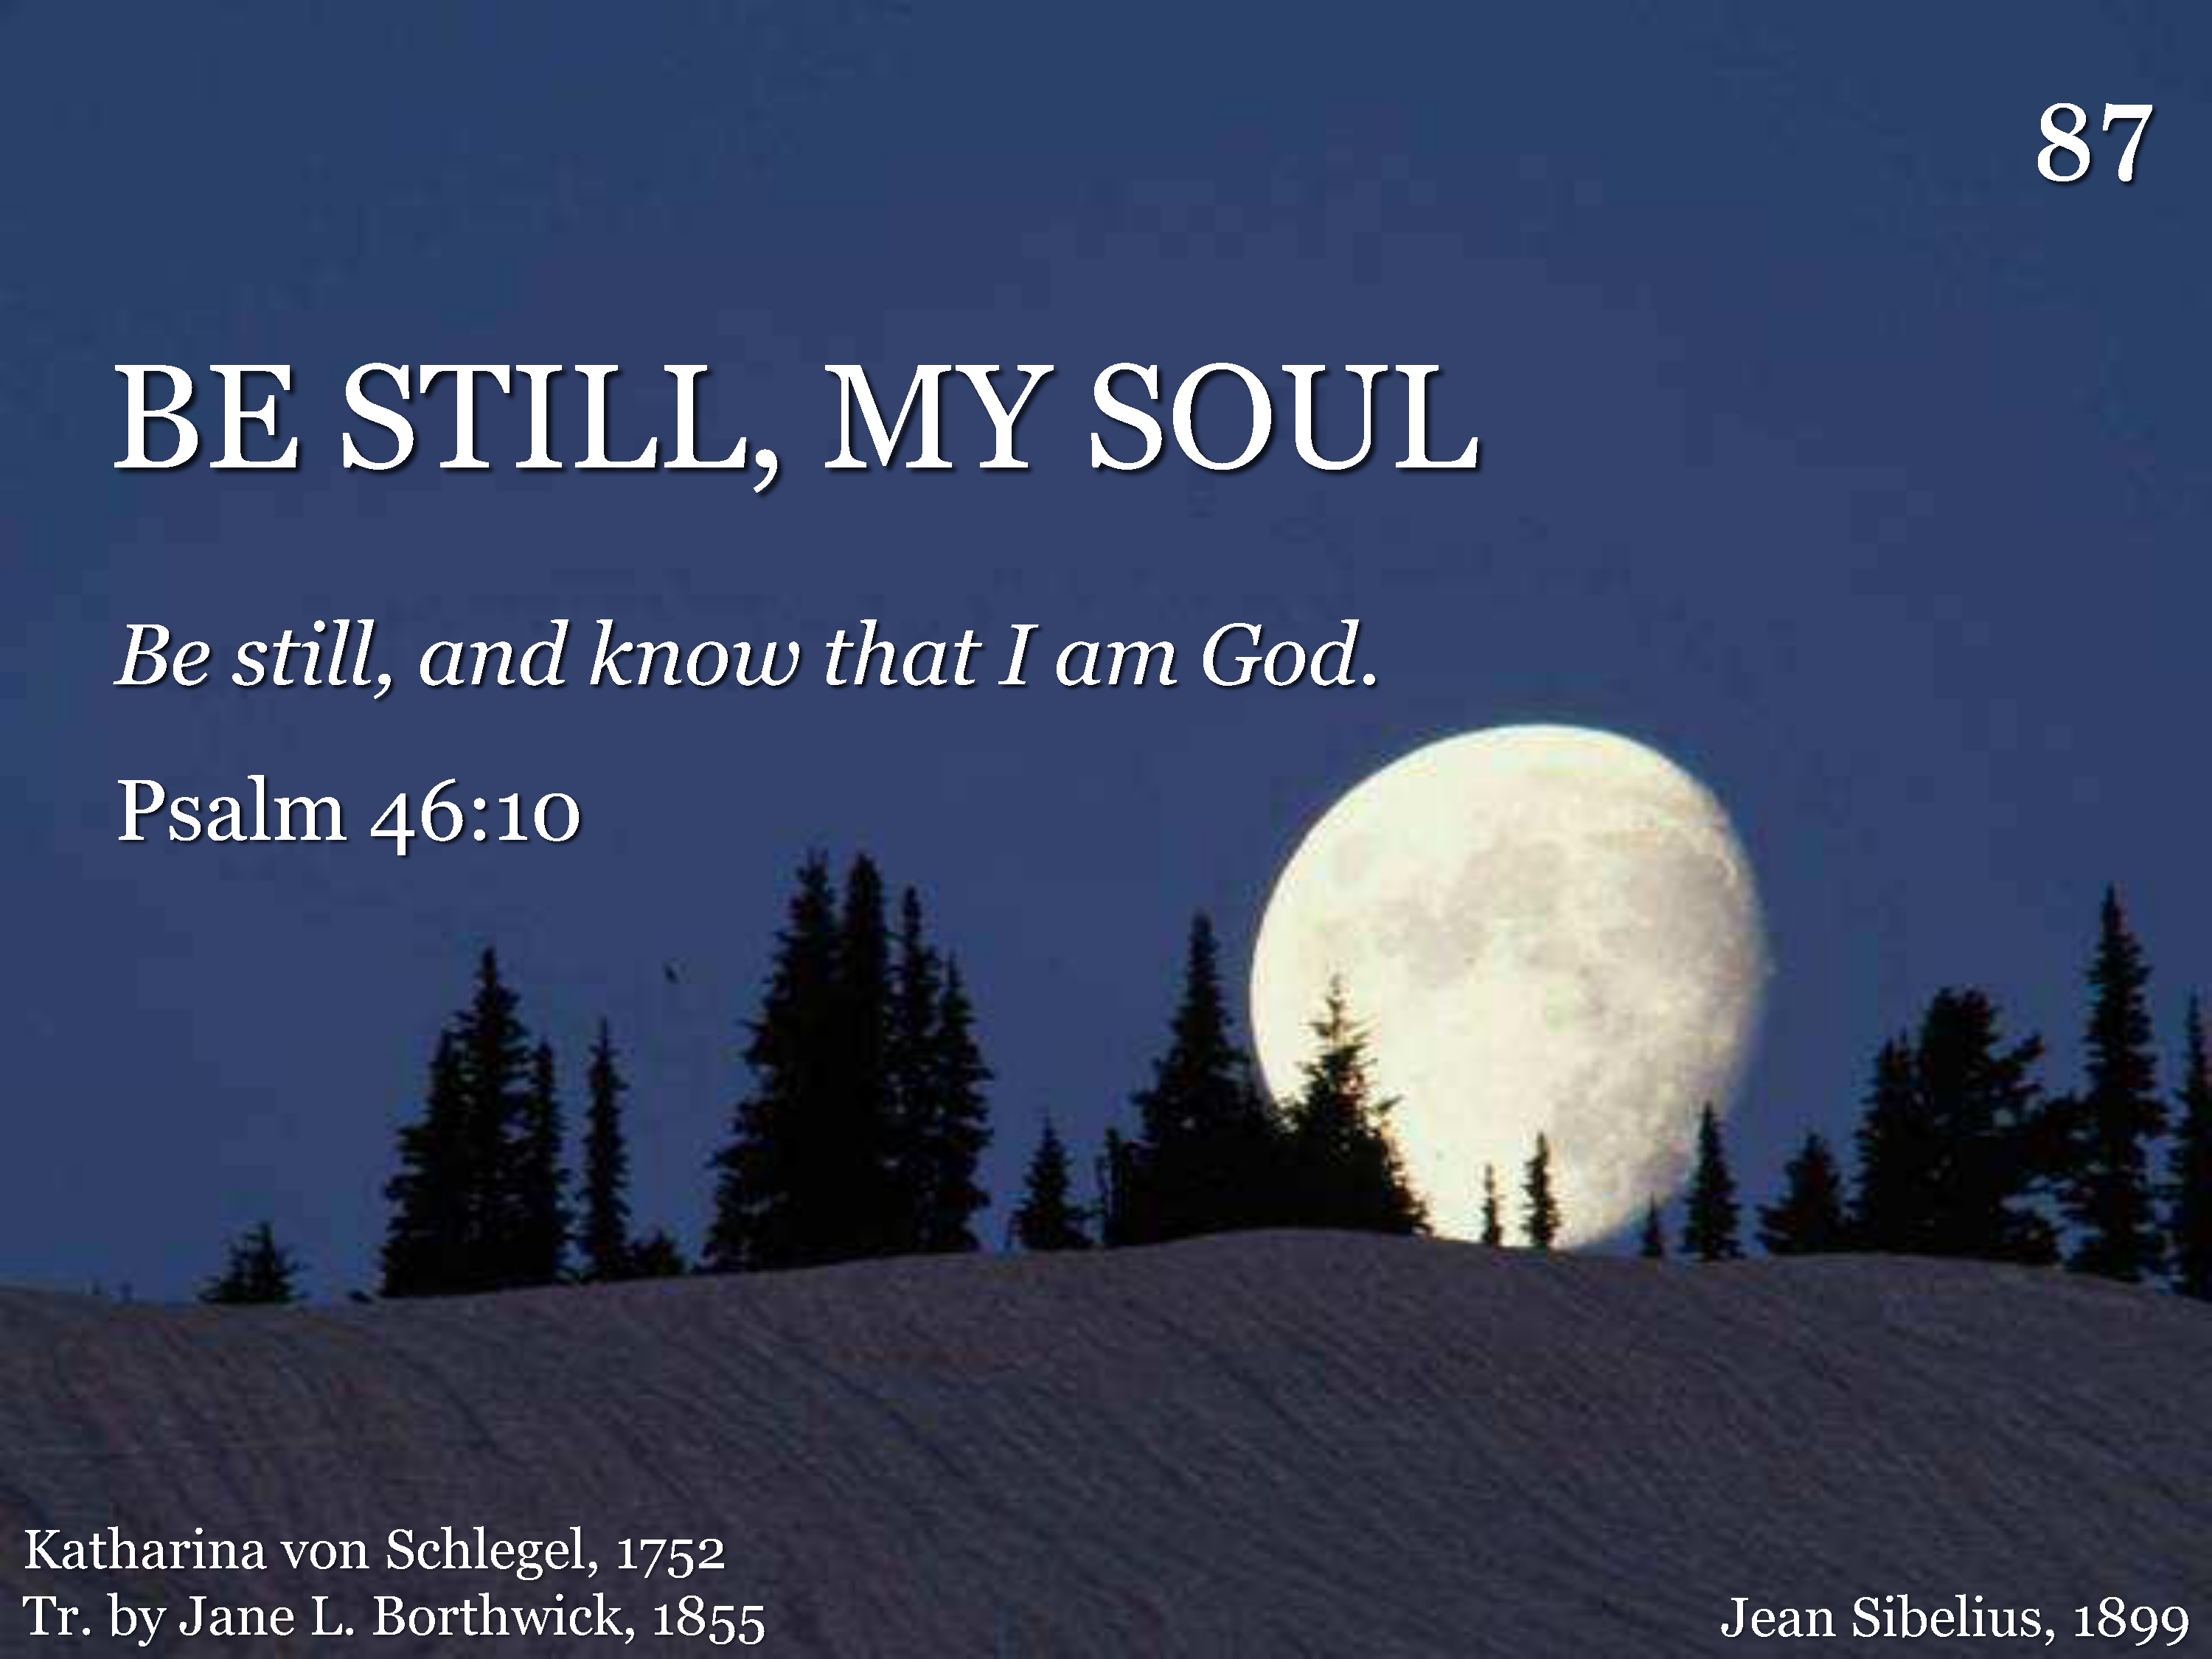 87
BE STILL, MY SOUL
Be still, and know that I am God.
Psalm 46:10
Katharina von Schlegel, 1752
Tr. by Jane L. Borthwick, 1855
Jean Sibelius, 1899